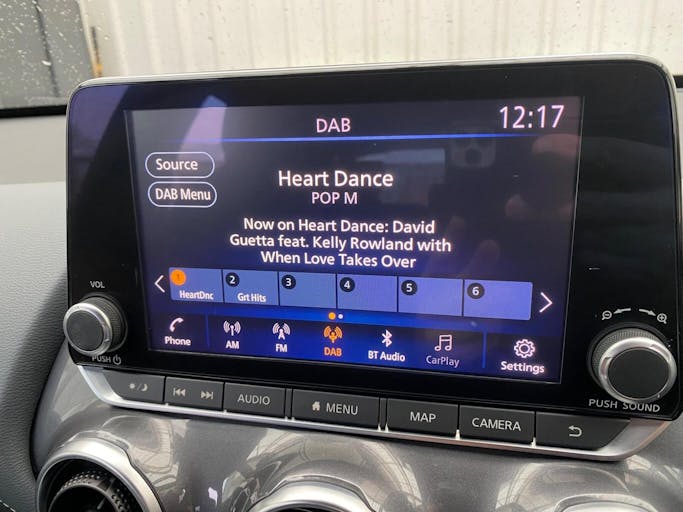 DAB
12:17
Source
DAB Menu
Heart Dance
POP M
Now on Heart Dance: David
Guetta feat. Kelly Rowland with
When Love Takes Over
1 2 3 4 5 6
HeartDnc Grt Hits
Phone AM FM DAB BT Audio CarPlay Settings
VOL
PUSH
PUSH SOUND
AUDIO MENU MAP CAMERA